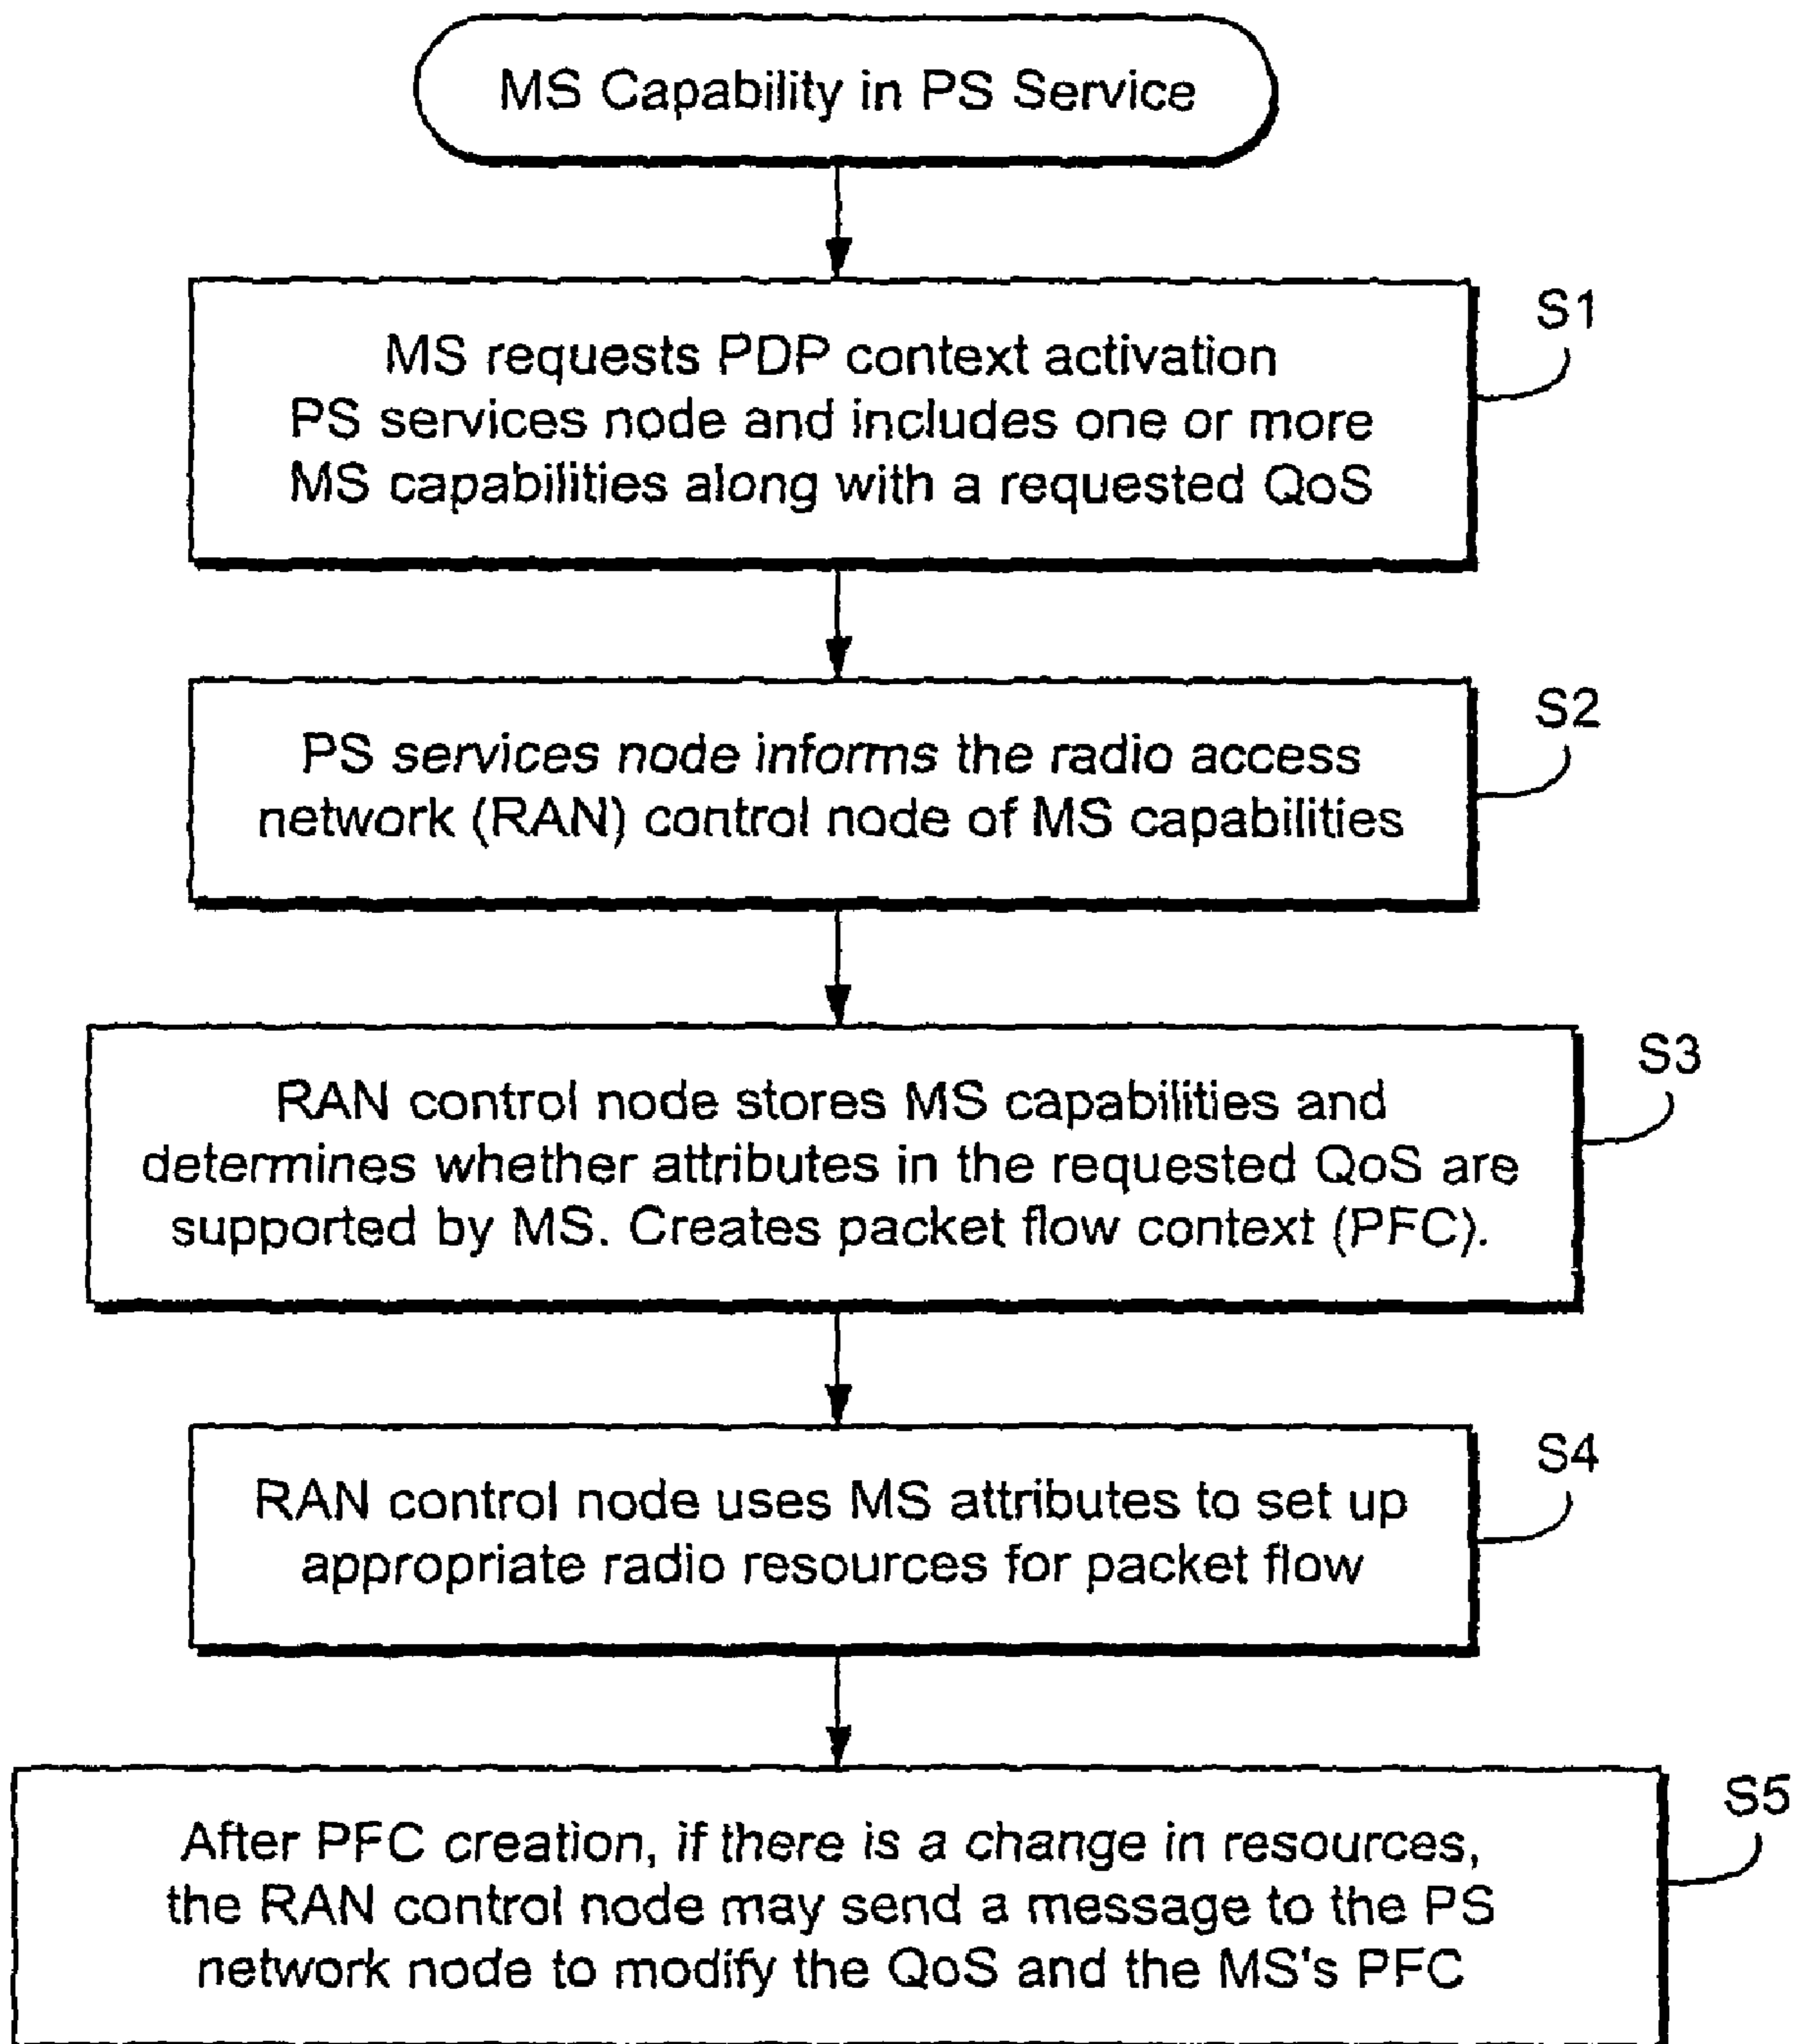 MS Capability in PS Service
S1
MS requests PDP context activation
PS services node and includes one or more
MS capabilities along with a requested QoS
S2
PS services node informs the radio access
network (RAN) control node of MS capabilities
S3
RAN control node stores MS capabilities and
determines whether attributes in the requested QoS are
supported by MS. Creates packet flow context (PFC).
S4
RAN control node uses MS attributes to set up
appropriate radio resources for packet flow
S5
After PFC creation, if there is a change in resources,
the RAN control node may send a message to the PS
network node to modify the QoS and the MS's PFC